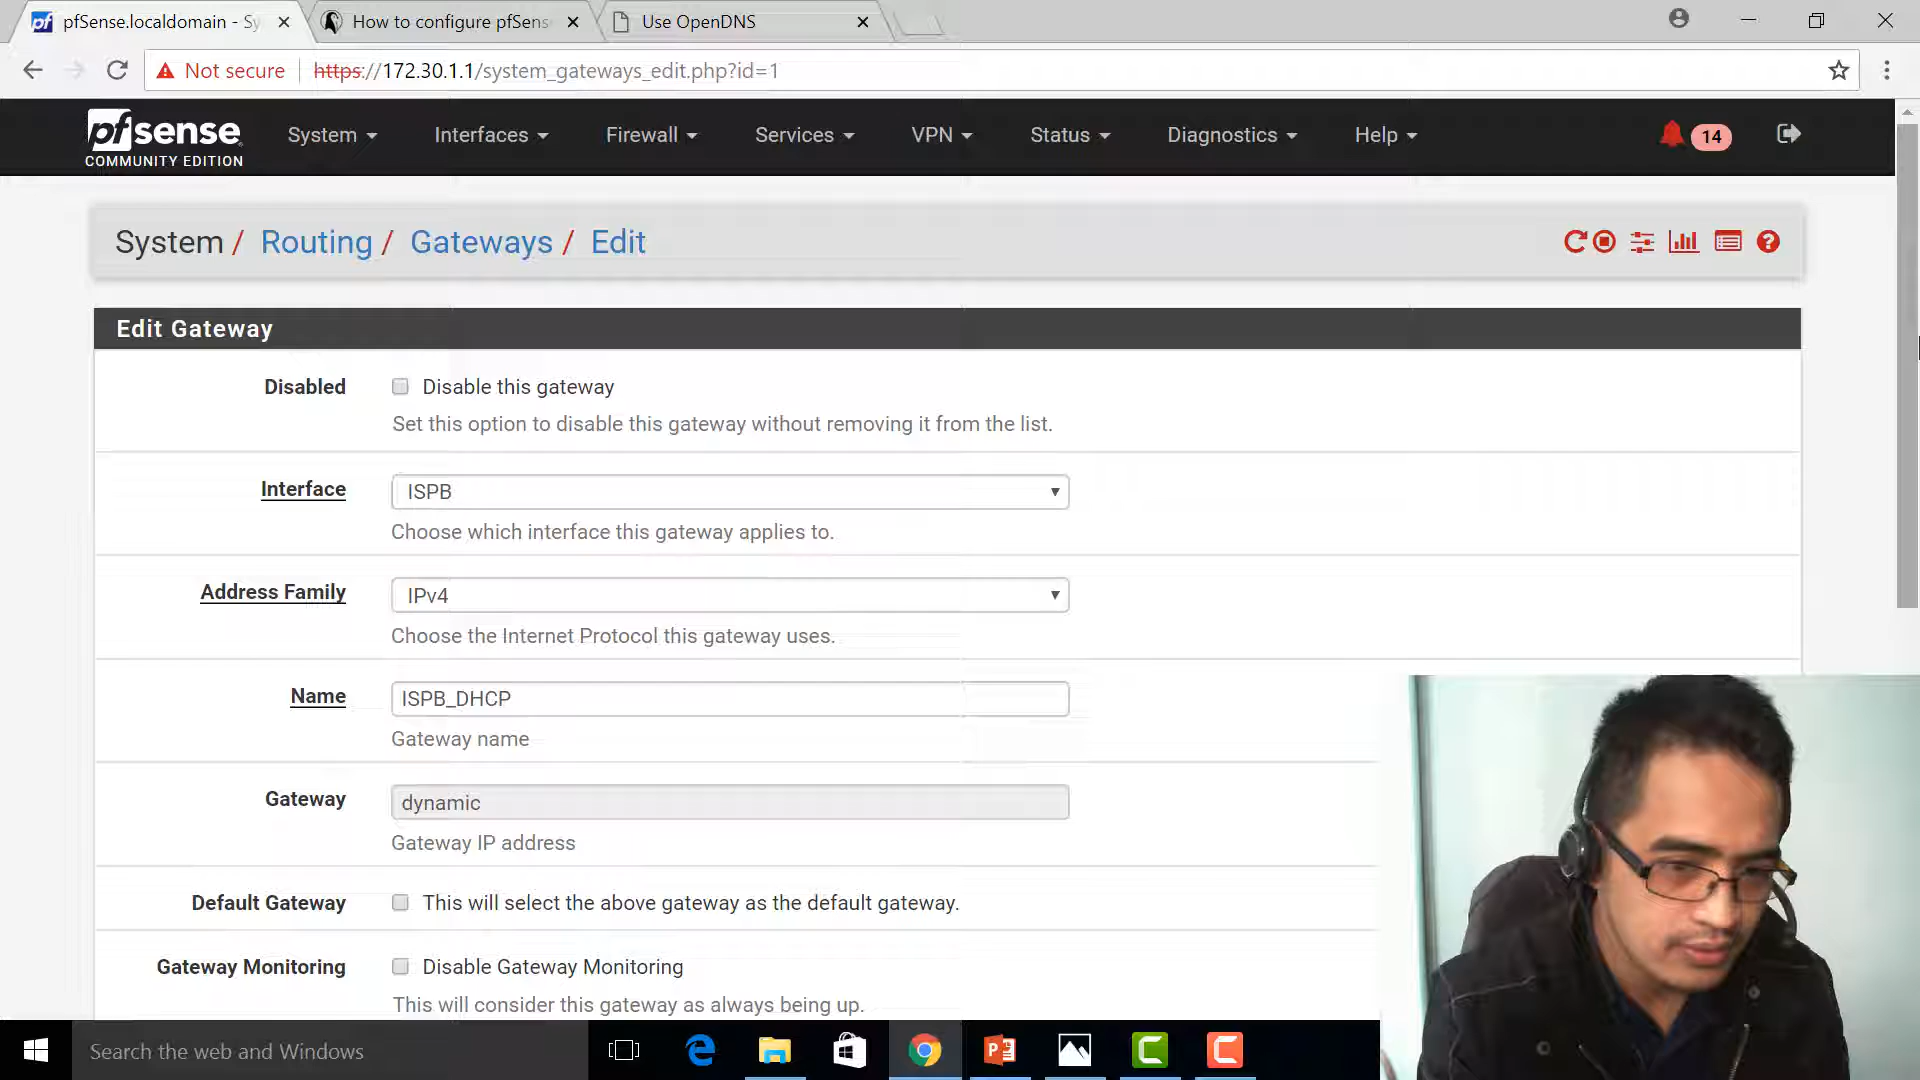 pfSense.localdomain - Sy
How to configure pfSens
Use OpenDNS
Not secure
https://172.30.1.1/system_gateways_edit.php?id=1
pfsense
COMMUNITY EDITION
System
Interfaces
Firewall
Services
VPN
Status
Diagnostics
Help
14
System / Routing / Gateways / Edit
Edit Gateway
Disabled
Disable this gateway
Set this option to disable this gateway without removing it from the list.
Interface
ISPB
Choose which interface this gateway applies to.
Address Family
IPv4
Choose the Internet Protocol this gateway uses.
Name
ISPB_DHCP
Gateway name
Gateway
dynamic
Gateway IP address
Default Gateway
This will select the above gateway as the default gateway.
Gateway Monitoring
Disable Gateway Monitoring
This will consider this gateway as always being up.
Search the web and Windows